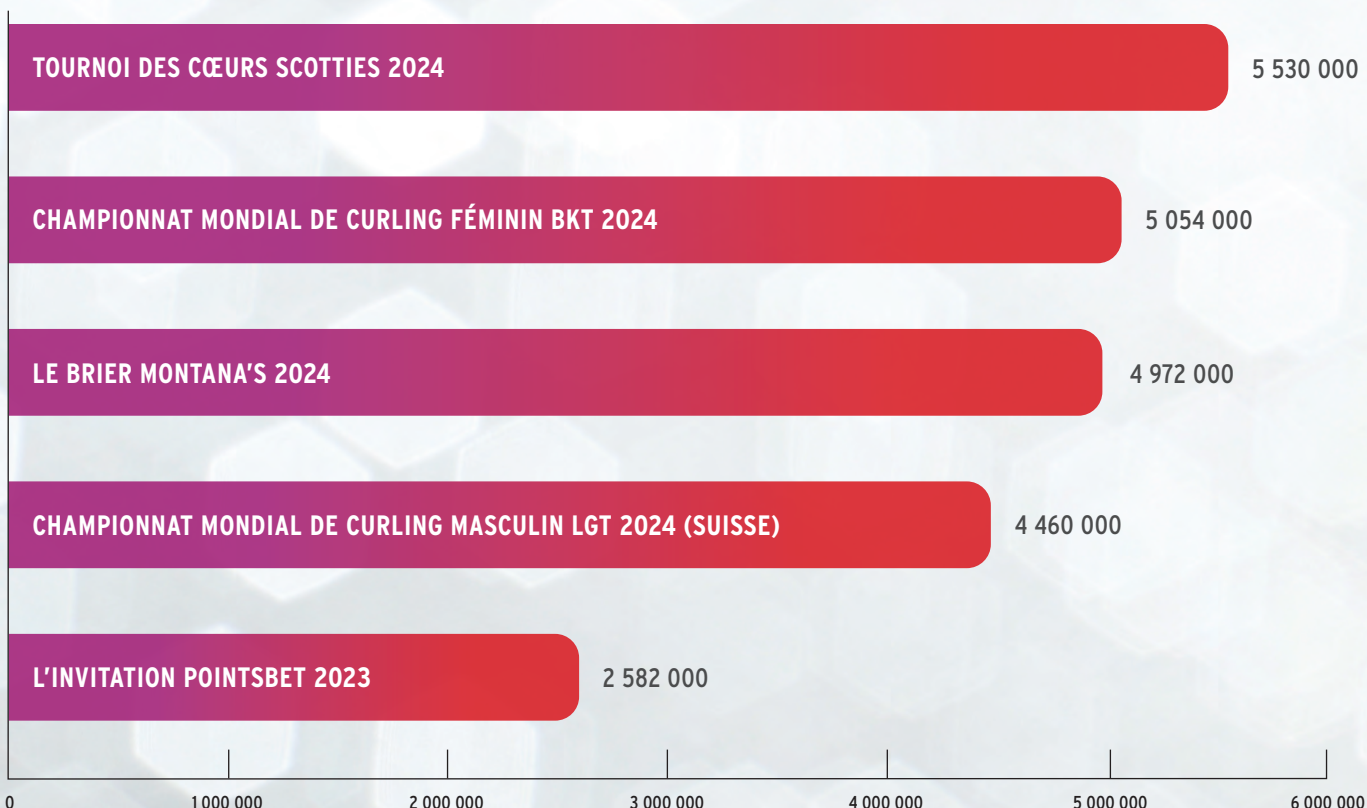 TOURNOI DES CŒURS SCOTTIES 2024
5 530 000
CHAMPIONNAT MONDIAL DE CURLING FÉMININ BKT 2024
5 054 000
LE BRIER MONTANA'S 2024
4 972 000
CHAMPIONNAT MONDIAL DE CURLING MASCULIN LGT 2024 (SUISSE)
4 460 000
L'INVITATION POINTSBET 2023
2 582 000
0 1 000 000 2 000 000 3 000 000 4 000 000 5 000 000 6 000 000